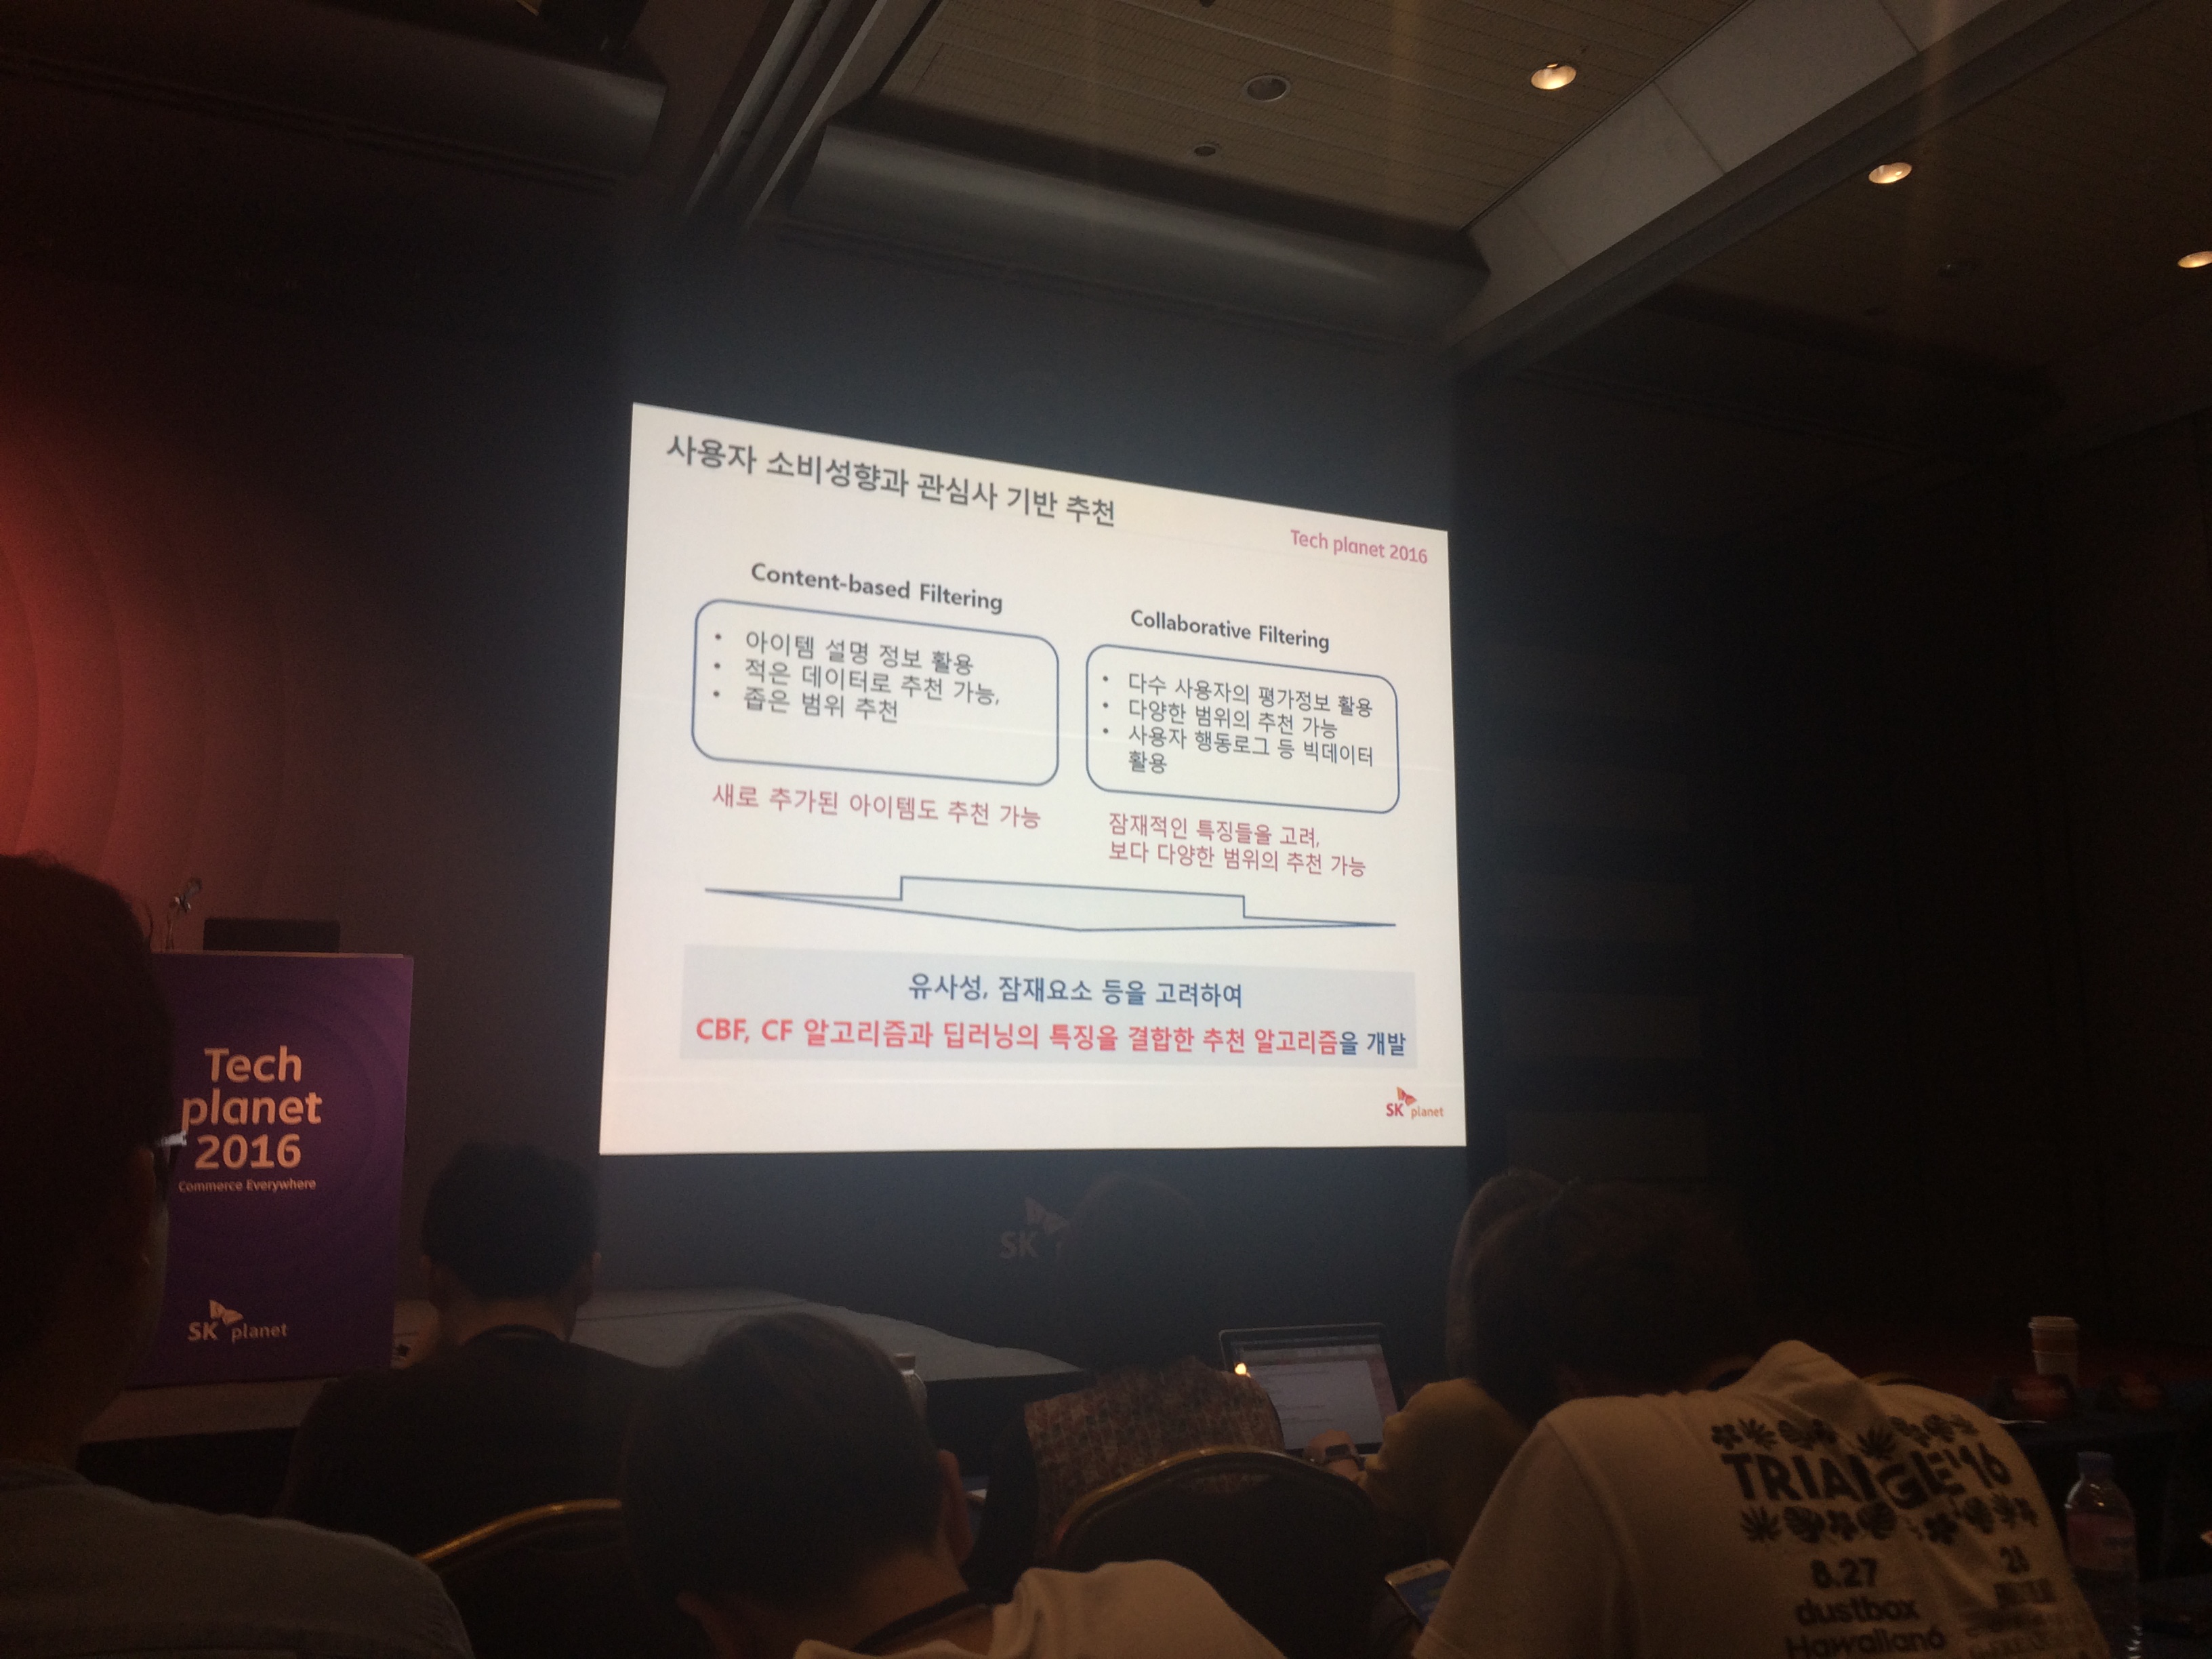 사용자 소비성향과 관심사 기반 추천
Tech planet 2016
Content-based Filtering
• 아이템 설명 정보 활용
• 적은 데이터로 추천 가능,
• 좁은 범위 추천
새로 추가된 아이템도 추천 가능
Collaborative Filtering
• 다수 사용자의 평가정보 활용
• 다양한 범위의 추천 가능
• 사용자 행동로그 등 빅데이터
활용
잠재적인 특징들을 고려,
보다 다양한 범위의 추천 가능
유사성, 잠재요소 등을 고려하여
CBF, CF 알고리즘과 딥러닝의 특징을 결합한 추천 알고리즘을 개발
SK planet
Tech
planet
2016
Commerce Everywhere
SK planet
SK
TRIANGLE'16
8.27
28
dustbox